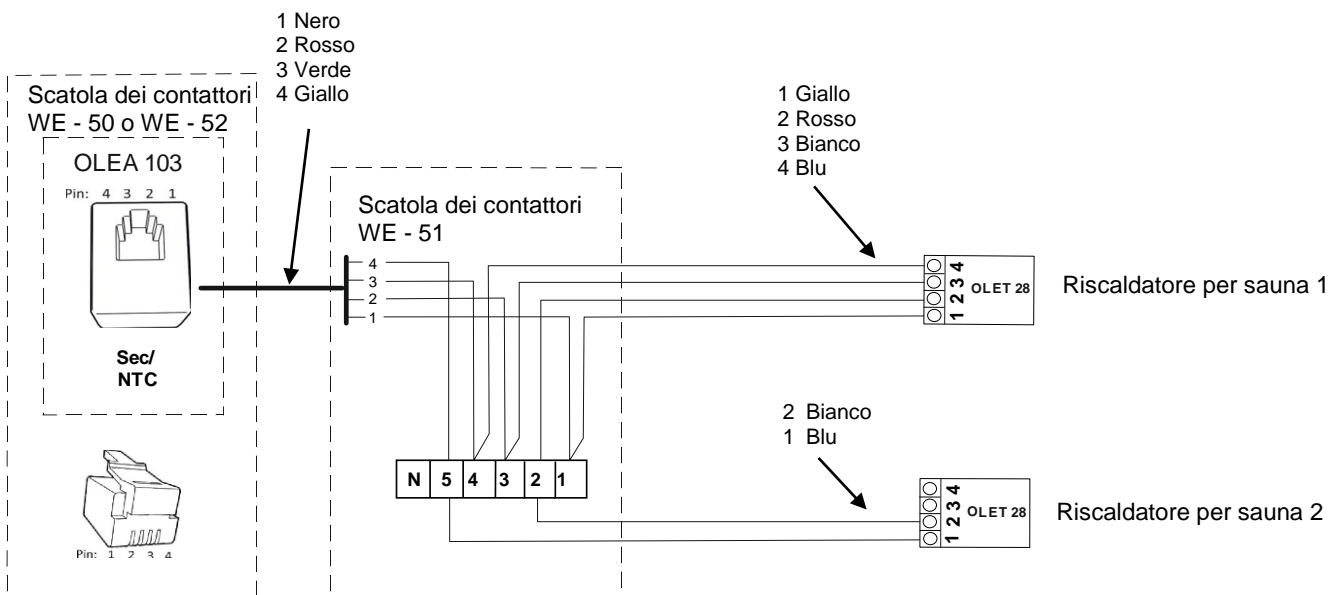 1 Nero
2 Rosso
3 Verde
4 Giallo
Scatola dei contattori
WE - 50 o WE - 52
OLEA 103
Pin: 4 3 2 1
Sec/
NTC
Pin: 1 2 3 4
Scatola dei contattori
WE - 51
4
3
2
1
N 5 4 3 2 1
1 Giallo
2 Rosso
3 Bianco
4 Blu
1 2 3 4
OLET 28
Riscaldatore per sauna 1
2 Bianco
1 Blu
1 2 3 4
OLET 28
Riscaldatore per sauna 2